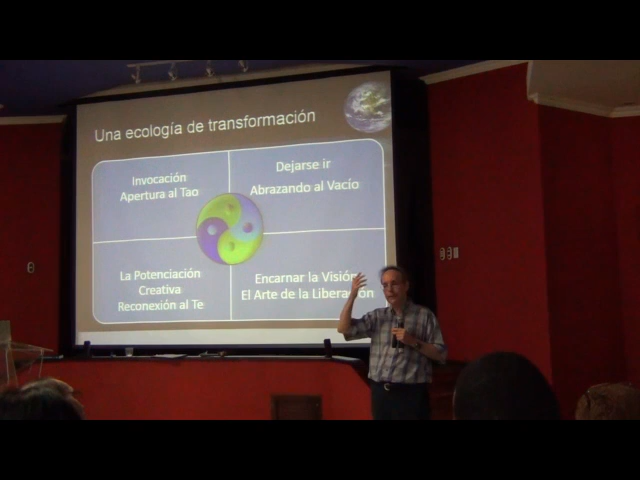 Una ecología de transformación
Invocación
Apertura al Tao
Dejarse ir
Abrazando al Vacío
La Potenciación
Creativa
Reconexión al Te
Encarnar la Visión
El Arte de la Liberación